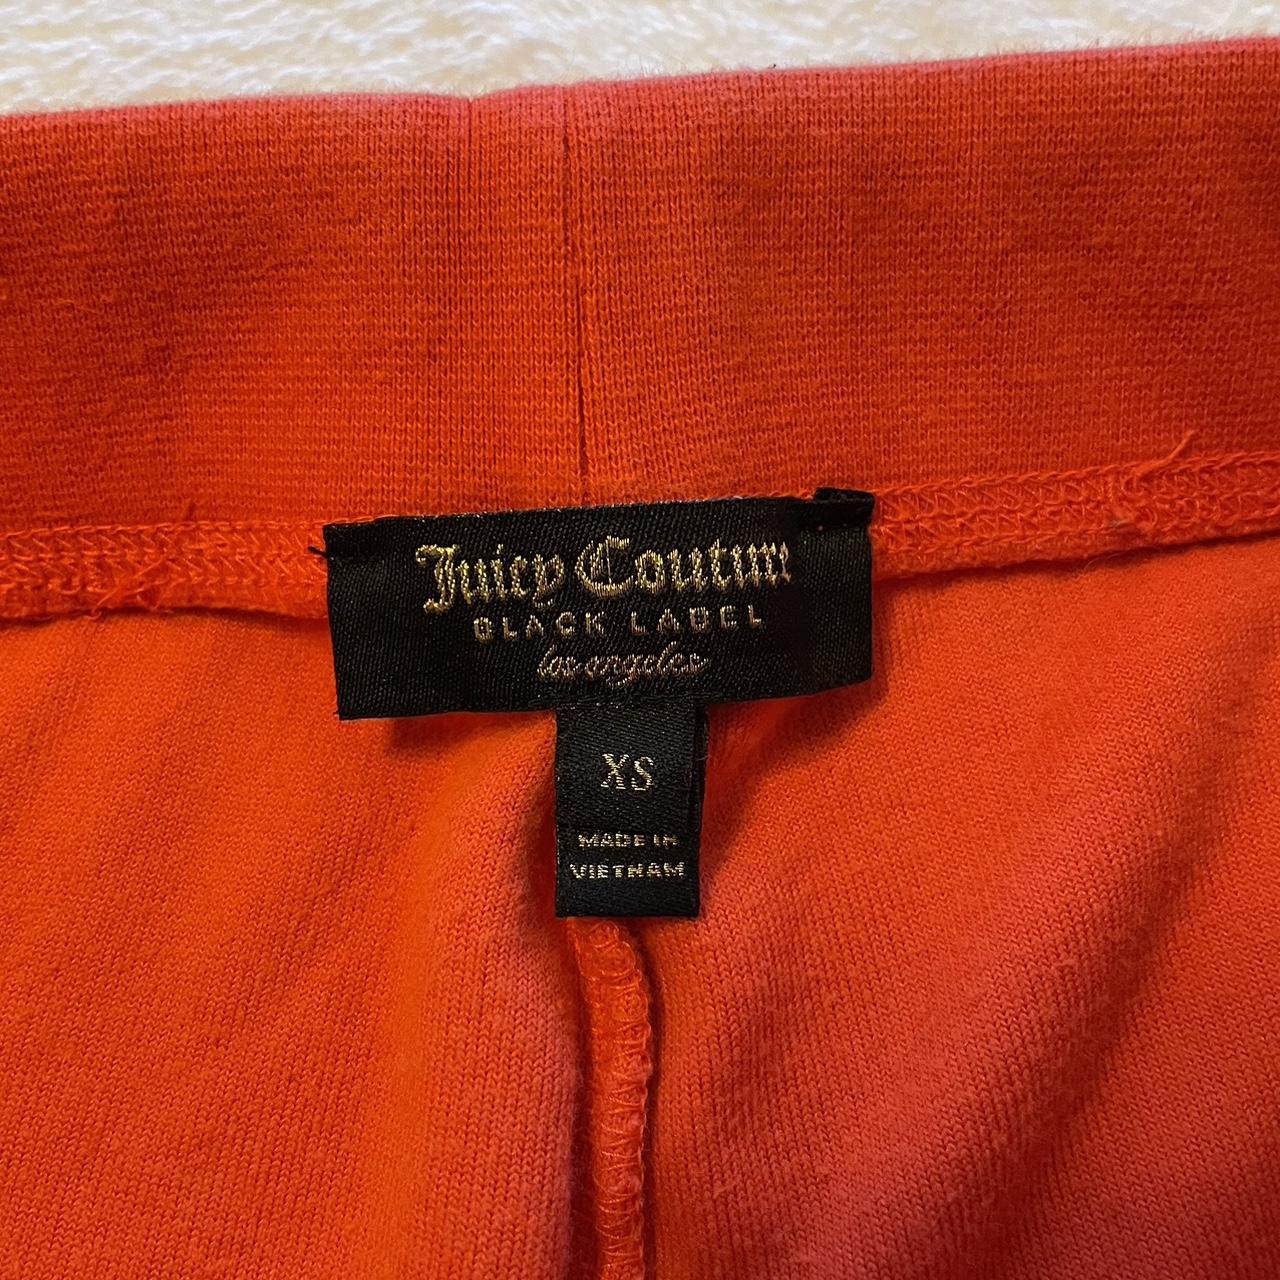 Juicy Couture
BLACK LABEL
los angeles
XS
MADE IN
VIETNAM